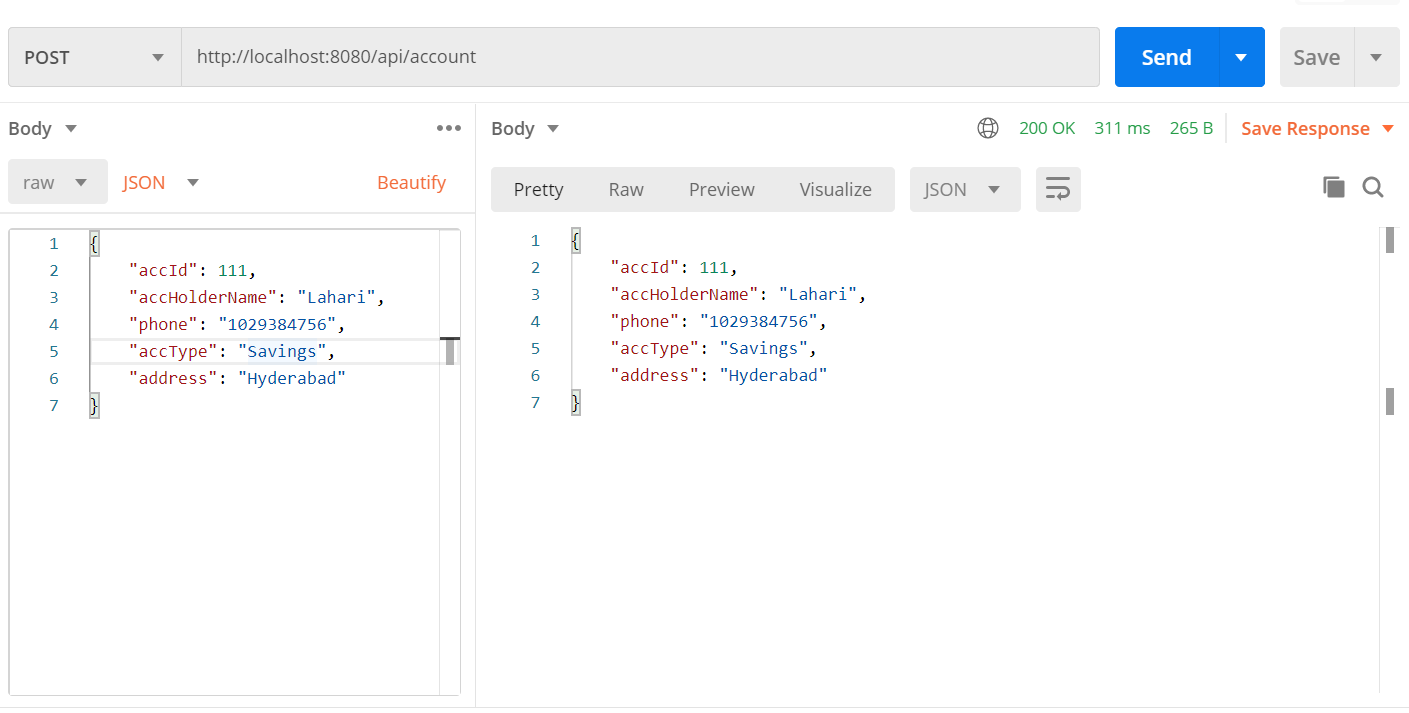 POST http://localhost:8080/api/account Send Save
Body ••• Body 200 OK 311 ms 265 B Save Response
raw JSON Beautify
Pretty Raw Preview Visualize JSON
1 {
2 "accId": 111,
3 "accHolderName": "Lahari",
4 "phone": "1029384756",
5 "accType": "Savings",
6 "address": "Hyderabad"
7 }
1 {
2 "accId": 111,
3 "accHolderName": "Lahari",
4 "phone": "1029384756",
5 "accType": "Savings",
6 "address": "Hyderabad"
7 }